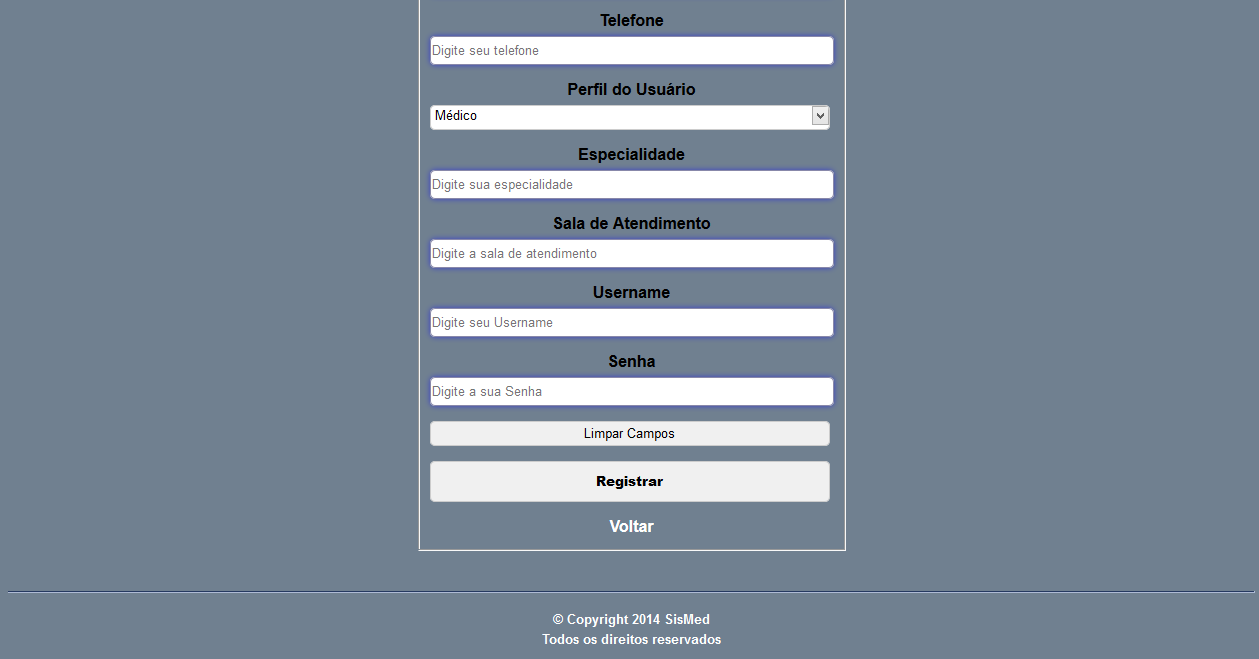 Telefone
Digite seu telefone
Perfil do Usuário
Médico
Especialidade
Digite sua especialidade
Sala de Atendimento
Digite a sala de atendimento
Username
Digite seu Username
Senha
Digite a sua Senha
Limpar Campos
Registrar
Voltar
© Copyright 2014 SisMed
Todos os direitos reservados